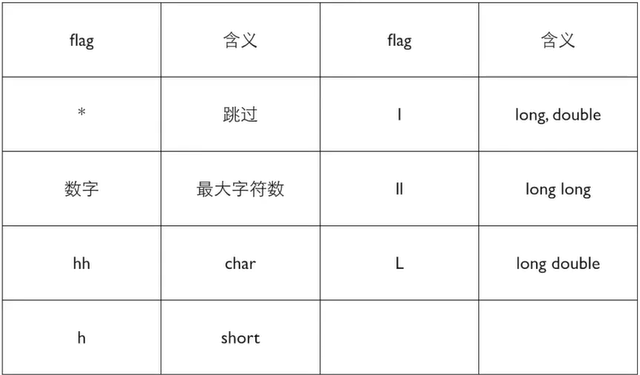 flag 含义 flag 含义
* 跳过 l long, double
数字 最大字符数 ll long long
hh char L long double
h short